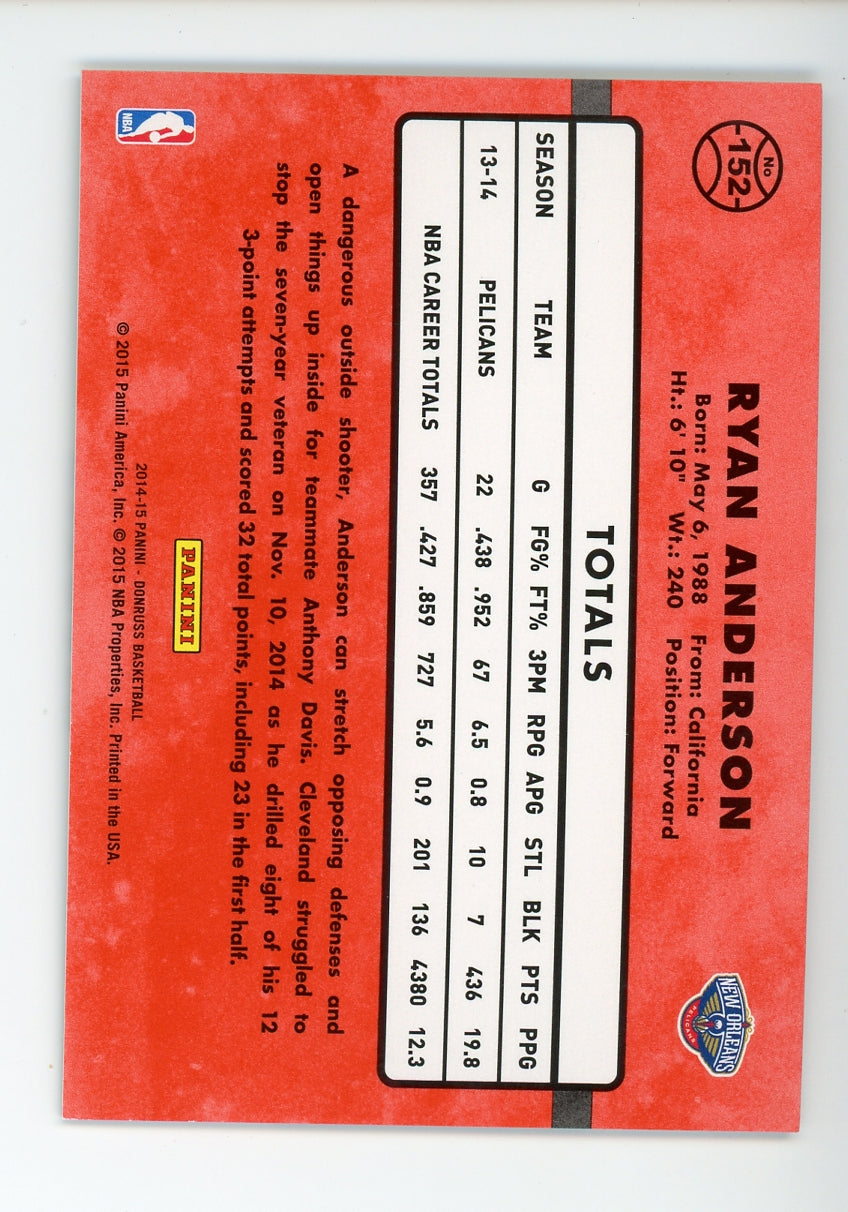 No
152
RYAN ANDERSON
Born: May 6, 1988 From: California
Ht.: 6' 10" Wt.: 240 Position: Forward
NEW ORLEANS
PELICANS
TOTALS
SEASON TEAM G FG% FT% 3PM RPG APG STL BLK PTS PPG
13-14 PELICANS 22 .438 .952 67 6.5 0.8 10 7 436 19.8
NBA CAREER TOTALS 357 .427 .859 727 5.6 0.9 201 136 4380 12.3
A dangerous outside shooter, Anderson can stretch opposing defenses and
open things up inside for teammate Anthony Davis. Cleveland struggled to
stop the seven-year veteran on Nov. 10, 2014 as he drilled eight of his 12
3-point attempts and scored 32 total points, including 23 in the first half.
PANINI
2014-15 PANINI - DONRUSS BASKETBALL
© 2015 Panini America, Inc. © 2015 NBA Properties, Inc. Printed in the USA.
NBA